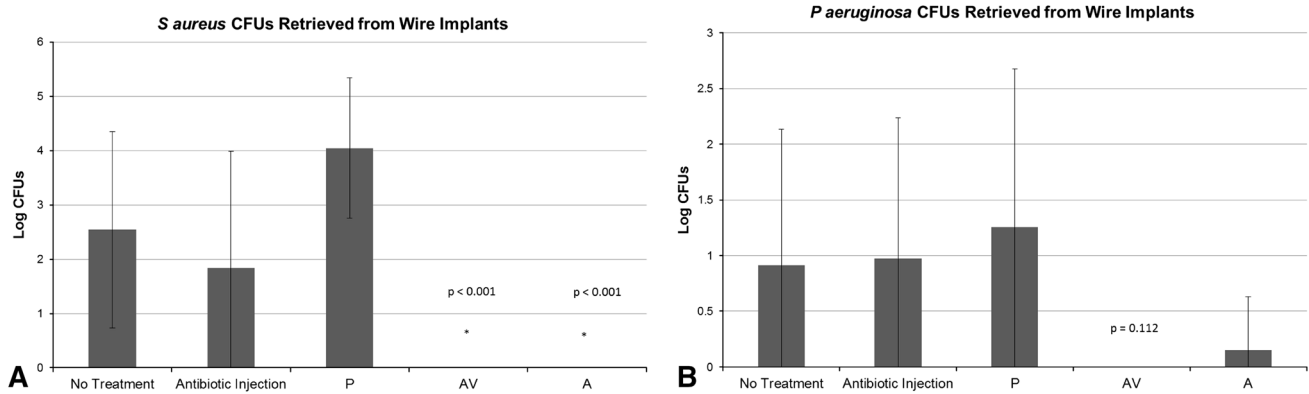 S aureus CFUs Retrieved from Wire Implants
6
5
4
3
2
1
0
Log CFUs
p < 0.001
p < 0.001
*
*
No Treatment Antibiotic Injection P AV A
A
P aeruginosa CFUs Retrieved from Wire Implants
3
2.5
2
1.5
1
0.5
0
Log CFUs
p = 0.112
No Treatment Antibiotic Injection P AV A
B